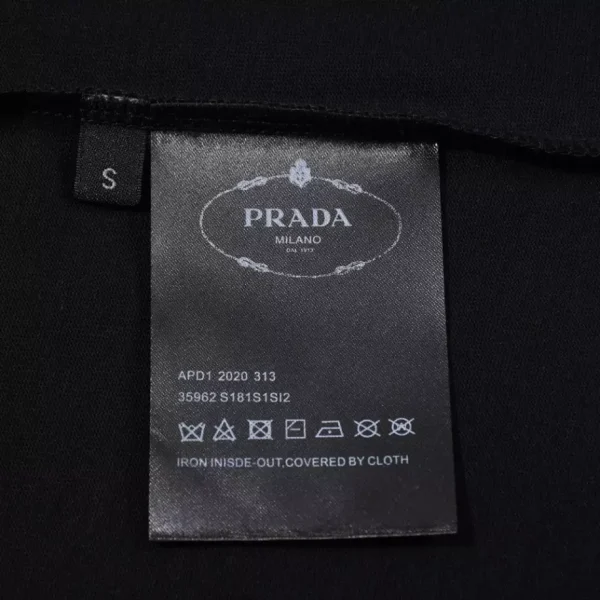 S
PRADA
MILANO
DAL 1913
APD1 2020 313
35962 S181S1SI2
IRON INISDE-OUT,COVERED BY CLOTH